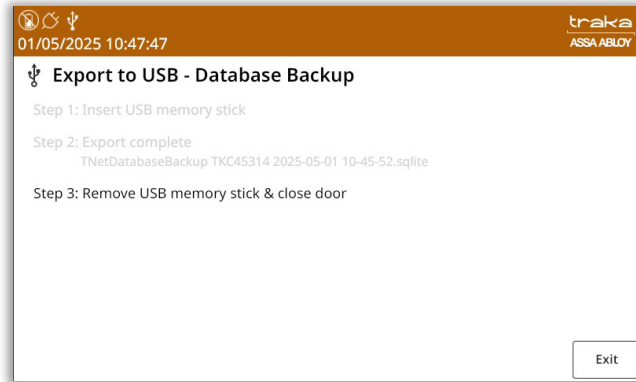 01/05/2025 10:47:47
traka
ASSA ABLOY
Export to USB - Database Backup
Step 1: Insert USB memory stick
Step 2: Export complete
TNetDatabaseBackup TKC45314 2025-05-01 10-45-52.sqlite
Step 3: Remove USB memory stick & close door
Exit